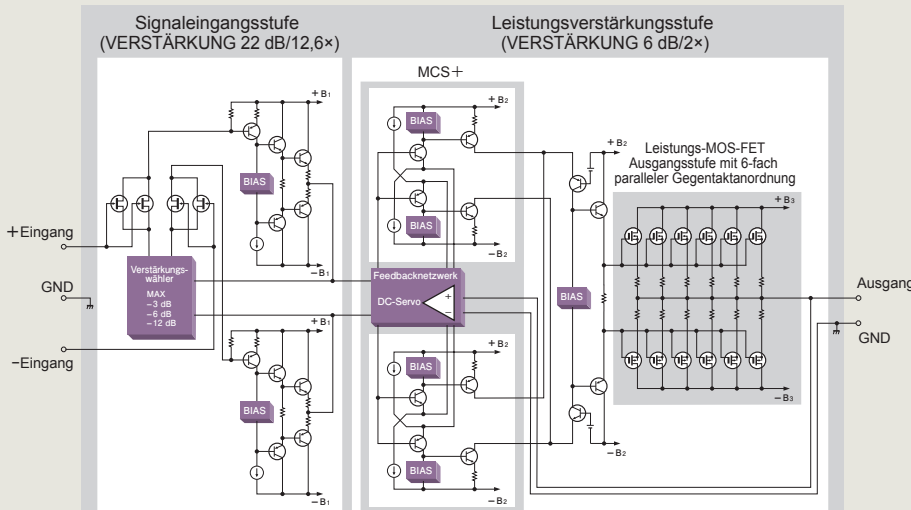 Signaleingangsstufe
(VERSTÄRKUNG 22 dB/12,6×)
Leistungsverstärkungsstufe
(VERSTÄRKUNG 6 dB/2×)
MCS+
+B1
BIAS
−B1
+B1
BIAS
−B1
+Eingang
GND
−Eingang
Verstärkungs-
wähler
MAX
−3 dB
−6 dB
−12 dB
+B2
BIAS
BIAS
−B2
Feedbacknetzwerk
DC-Servo
+
−
+B2
BIAS
BIAS
−B2
+B2
BIAS
−B2
Leistungs-MOS-FET
Ausgangsstufe mit 6-fach
paralleler Gegentaktanordnung
+B3
−B3
Ausgang
GND